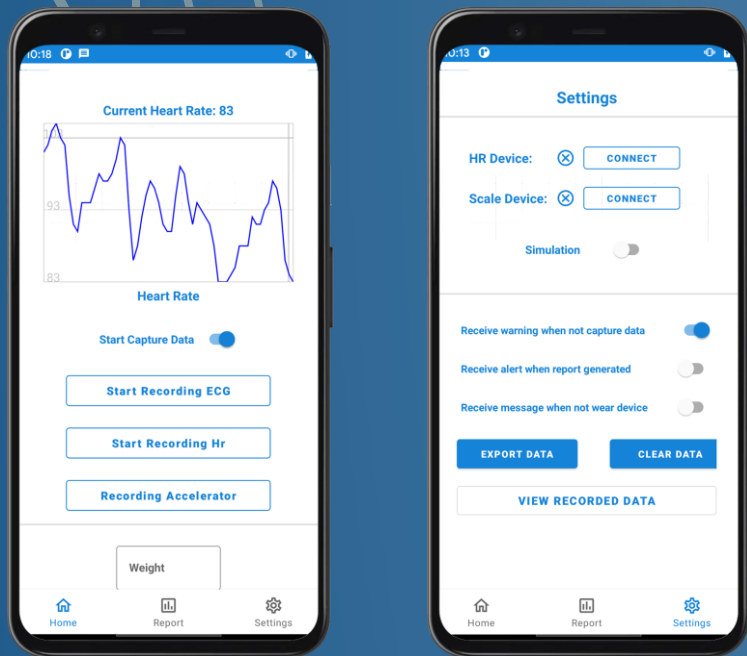 10:18
Current Heart Rate: 83
103
93
83
Heart Rate
Start Capture Data
Start Recording ECG
Start Recording Hr
Recording Accelerator
Weight
Home Report Settings
0:13
Settings
HR Device: CONNECT
Scale Device: CONNECT
Simulation
Receive warning when not capture data
Receive alert when report generated
Receive message when not wear device
EXPORT DATA CLEAR DATA
VIEW RECORDED DATA
Home Report Settings